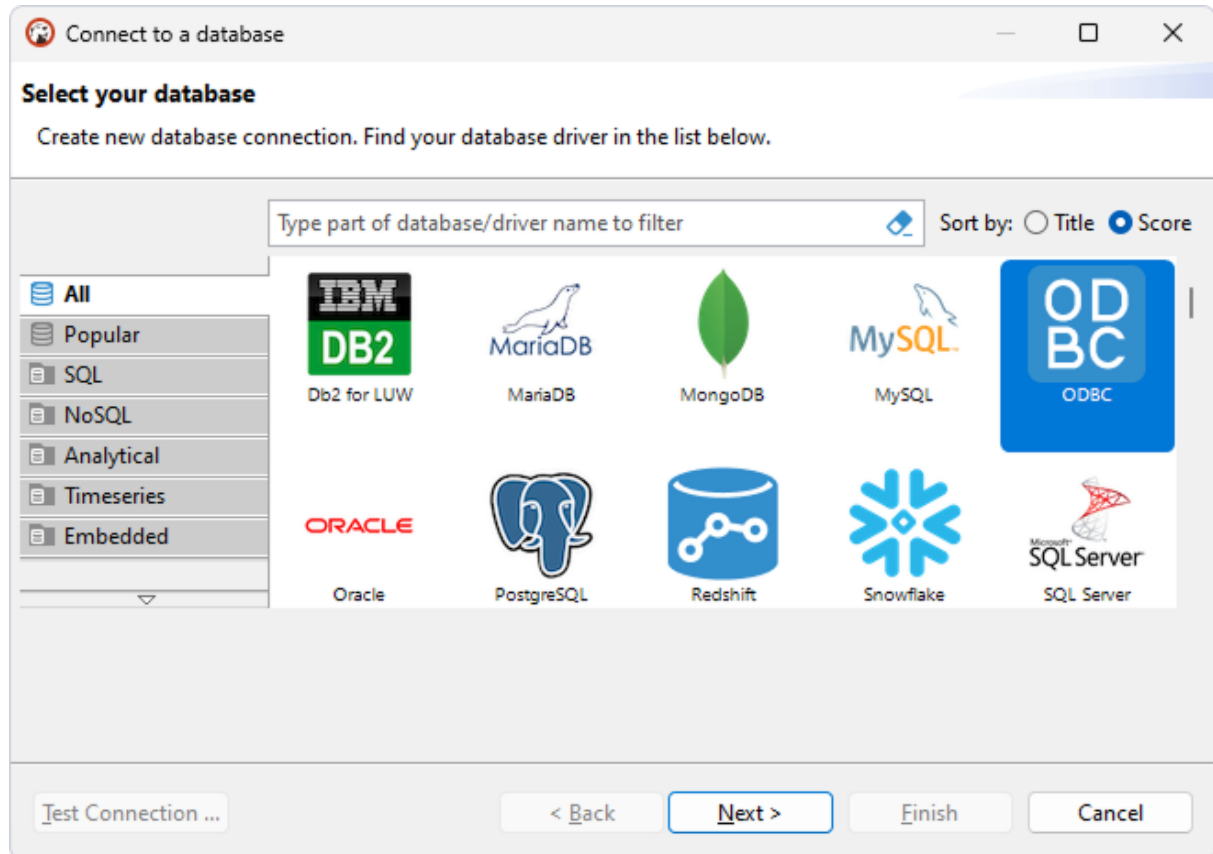 Connect to a database
Select your database
Create new database connection. Find your database driver in the list below.
Type part of database/driver name to filter
Sort by: Title Score
All
Popular
SQL
NoSQL
Analytical
Timeseries
Embedded
IBM
DB2
Db2 for LUW
MariaDB
MariaDB
MongoDB
MySQL
MySQL
OD
BC
ODBC
ORACLE
Oracle
PostgreSQL
Redshift
Snowflake
Microsoft
SQL Server
SQL Server
Test Connection ...
< Back
Next >
Finish
Cancel